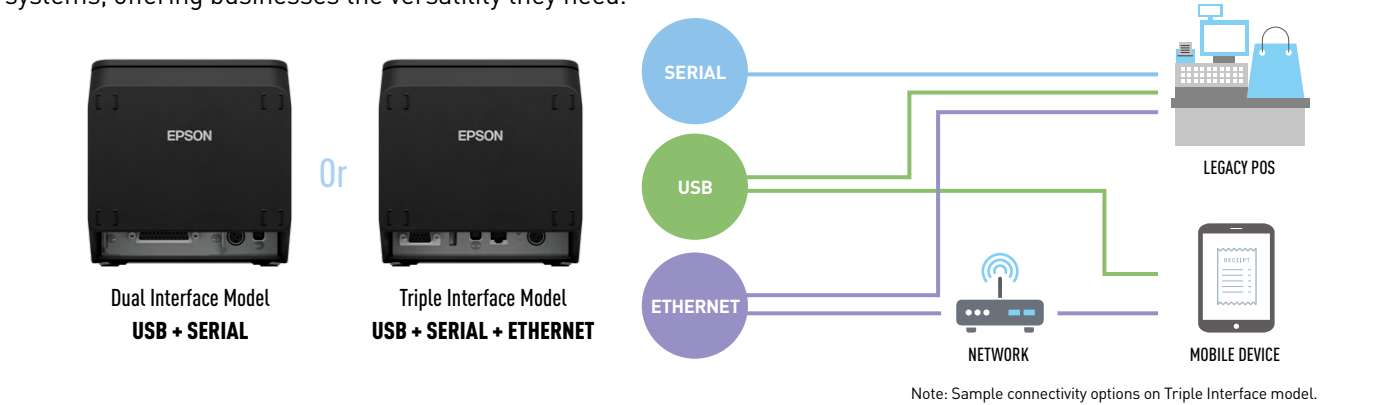 systems, offering businesses the versatility they need.
EPSON
Or
EPSON
Dual Interface Model
USB + SERIAL
Triple Interface Model
USB + SERIAL + ETHERNET
SERIAL
USB
ETHERNET
LEGACY POS
RECEIPT
NETWORK
MOBILE DEVICE
Note: Sample connectivity options on Triple Interface model.